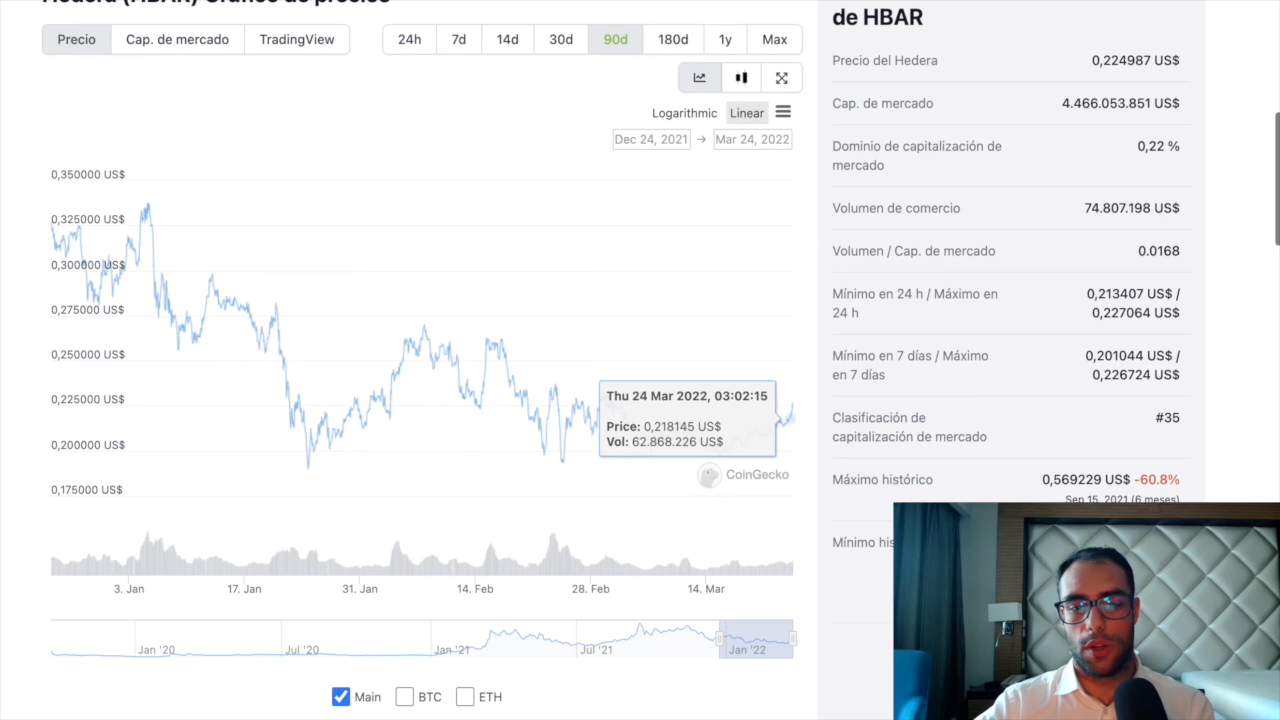 Hedera (HBAR) Gráfico de precios
Precio
Cap. de mercado
TradingView
24h
7d
14d
30d
90d
180d
1y
Max
Logarithmic
Linear
Dec 24, 2021 → Mar 24, 2022
0,350000 US$
0,325000 US$
0,300000 US$
0,275000 US$
0,250000 US$
0,225000 US$
0,200000 US$
0,175000 US$
Thu 24 Mar 2022, 03:02:15
Price: 0,218145 US$
Vol: 62.868.226 US$
CoinGecko
3. Jan
17. Jan
31. Jan
14. Feb
28. Feb
14. Mar
Jan '20
Jul '20
Jan '21
Jul '21
Jan '22
Main
BTC
ETH
de HBAR
Precio del Hedera
0,224987 US$
Cap. de mercado
4.466.053.851 US$
Dominio de capitalización de
mercado
0,22 %
Volumen de comercio
74.807.198 US$
Volumen / Cap. de mercado
0.0168
Mínimo en 24 h / Máximo en
24 h
0,213407 US$ /
0,227064 US$
Mínimo en 7 días / Máximo
en 7 días
0,201044 US$ /
0,226724 US$
Clasificación de
capitalización de mercado
#35
Máximo histórico
0,569229 US$ -60.8%
Sep 15, 2021 (6 meses)
Mínimo his